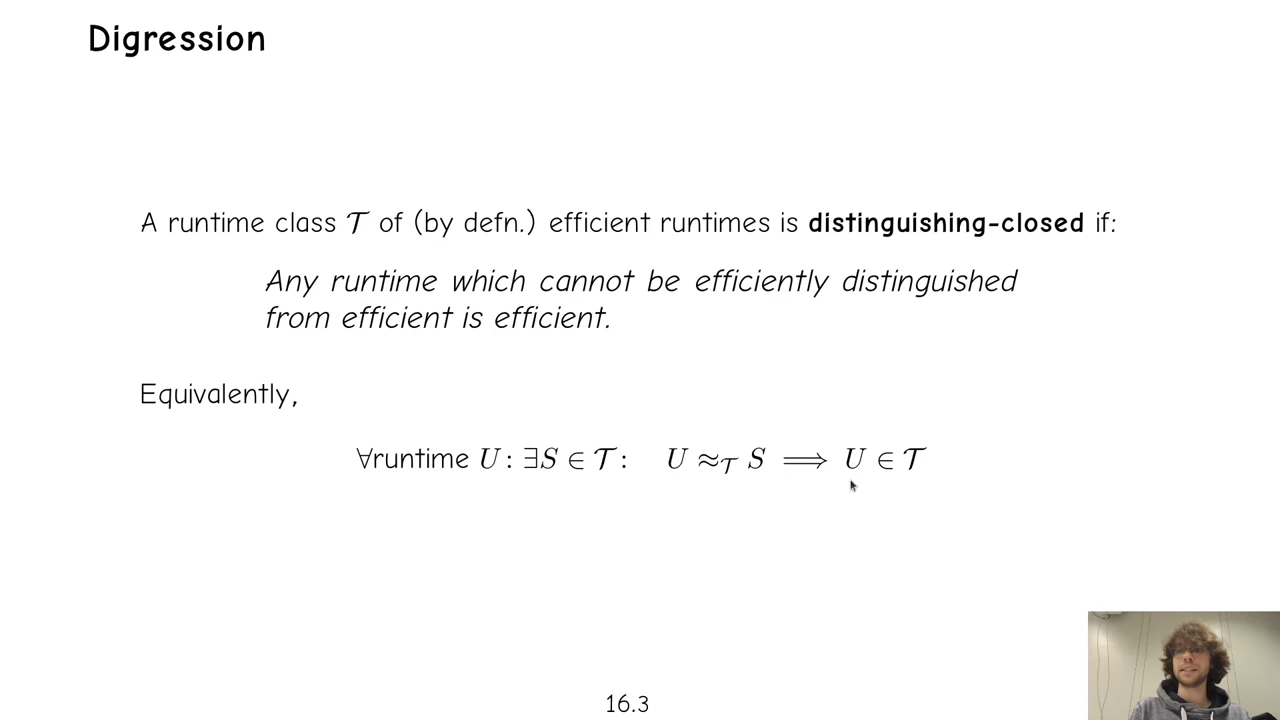 Digression
A runtime class 𝒯 of (by defn.) efficient runtimes is distinguishing-closed if:
Any runtime which cannot be efficiently distinguished
from efficient is efficient.
Equivalently,
∀runtime U : ∃S ∈ 𝒯 : U ≈_𝒯 S ⟹ U ∈ 𝒯
16.3